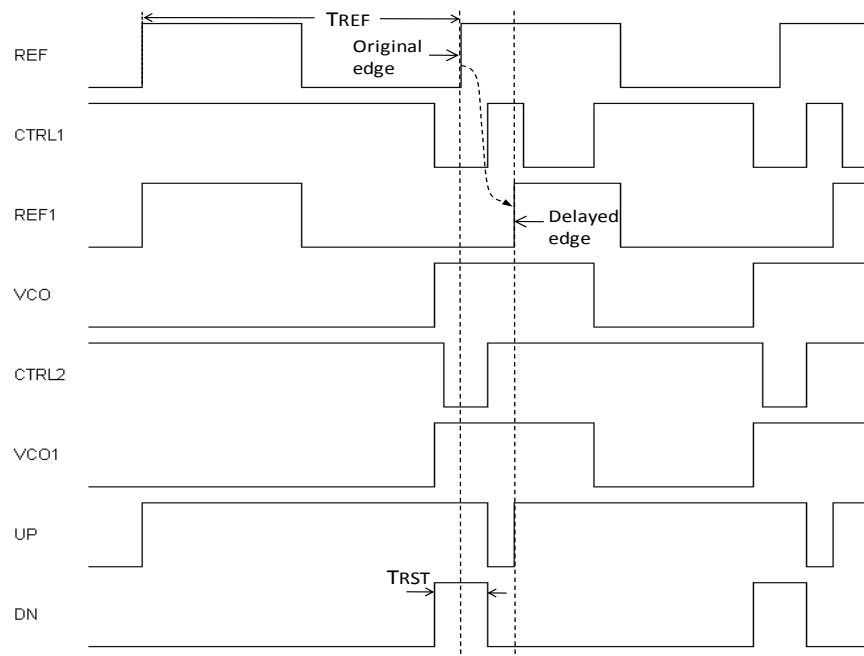 TREF
REF
Original
edge
CTRL1
REF1
Delayed
edge
VCO
CTRL2
VCO1
UP
TRST
DN